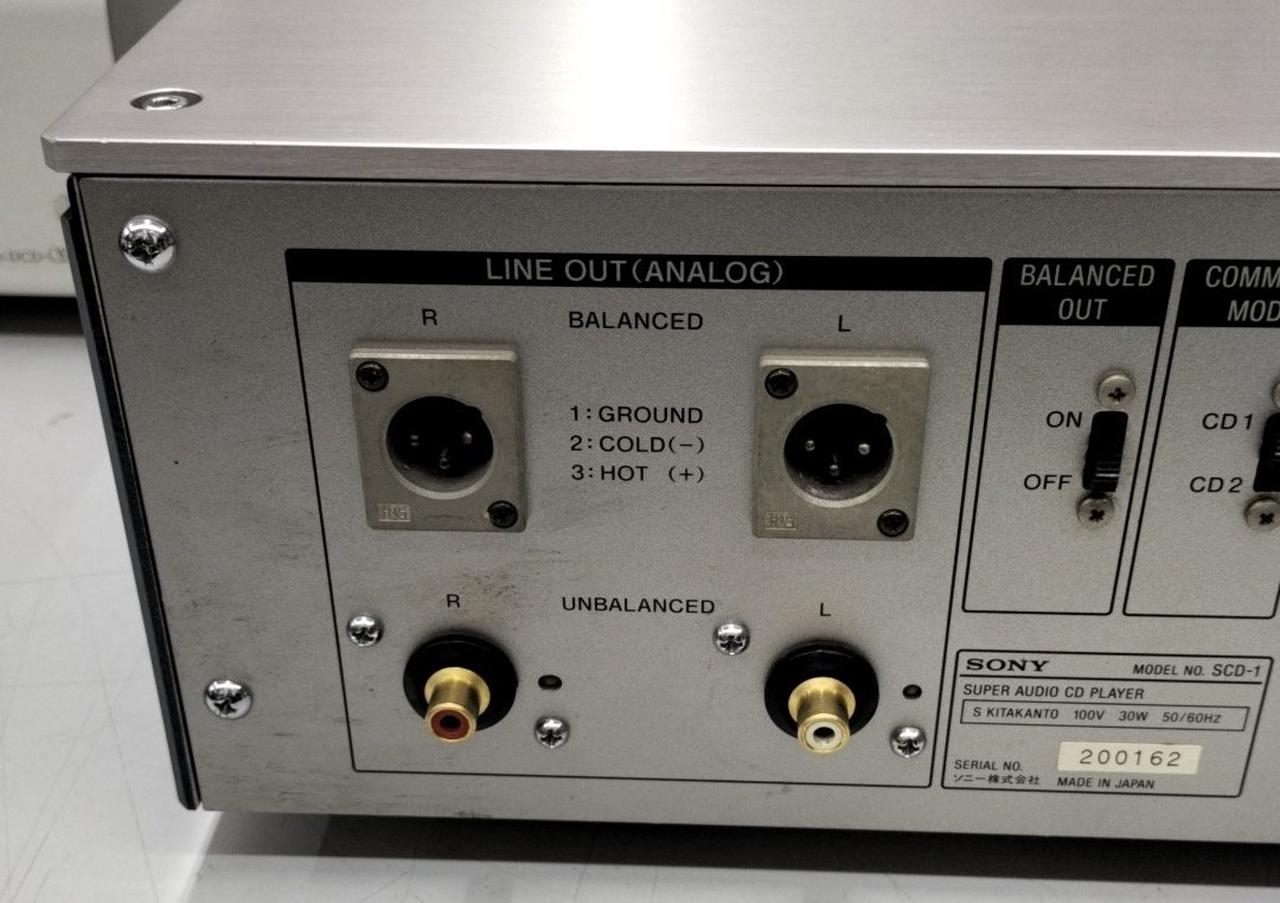 LINE OUT(ANALOG)
R
BALANCED
L
1:GROUND
2:COLD(-)
3:HOT (+)
R
UNBALANCED
L
BALANCED
OUT
ON
OFF
CD1
CD2
SONY
MODEL NO. SCD-1
SUPER AUDIO CD PLAYER
S KITAKANTO 100V 30W 50/60HZ
SERIAL NO. 200162
ソニー株式会社 MADE IN JAPAN